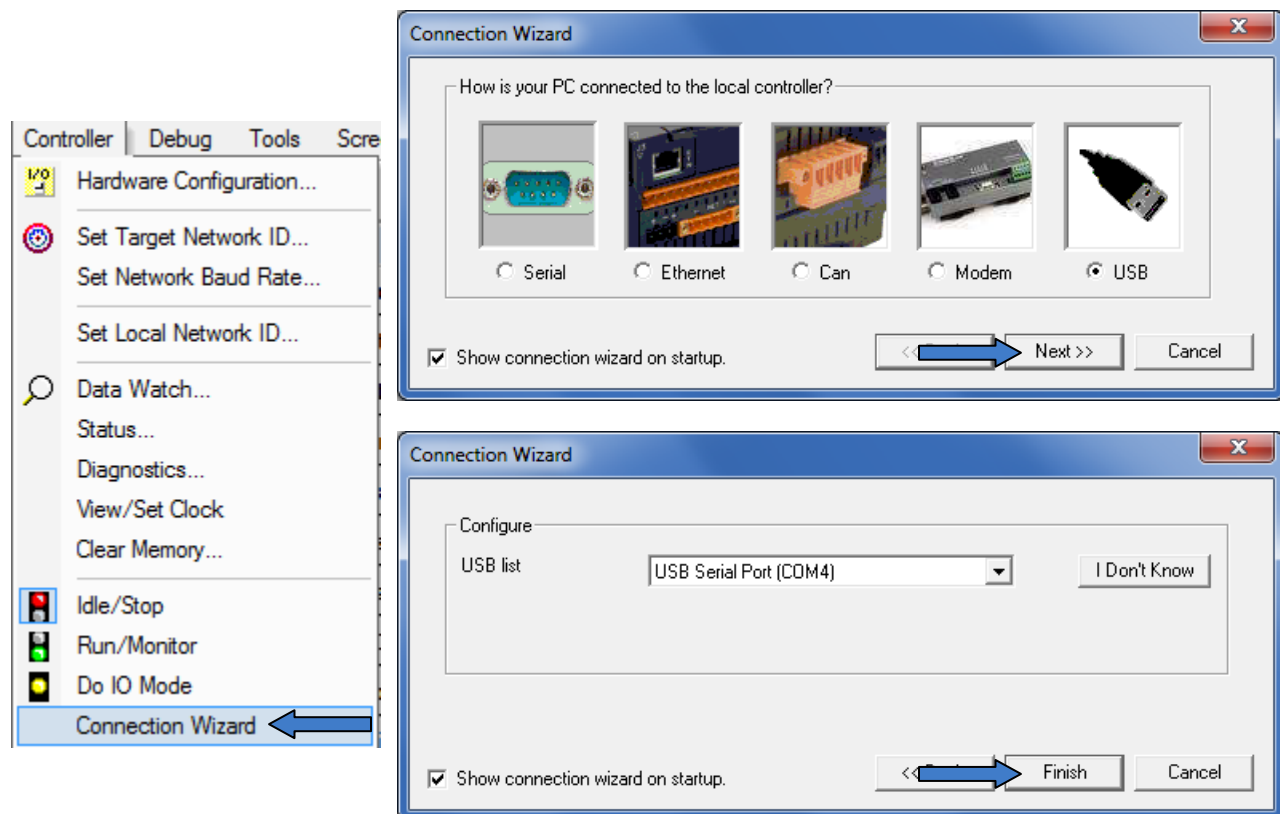 Controller Debug Tools Scre
I/O
Hardware Configuration...
Set Target Network ID...
Set Network Baud Rate...
Set Local Network ID...
Data Watch...
Status...
Diagnostics...
View/Set Clock
Clear Memory...
Idle/Stop
Run/Monitor
Do IO Mode
Connection Wizard
Connection Wizard
How is your PC connected to the local controller?
Serial Ethernet Can Modem USB
Show connection wizard on startup.
<< Next >> Cancel
Connection Wizard
Configure
USB list USB Serial Port (COM4) I Don't Know
Show connection wizard on startup.
<< Finish Cancel